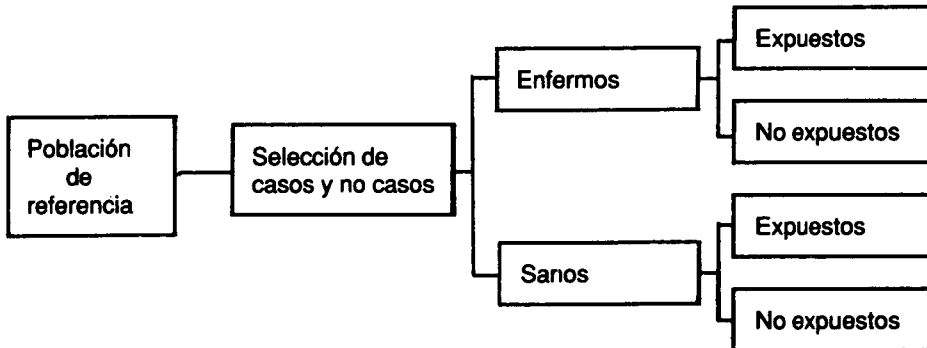 Población
de
referencia
Selección de
casos y no casos
Enfermos
Sanos
Expuestos
No expuestos
Expuestos
No expuestos